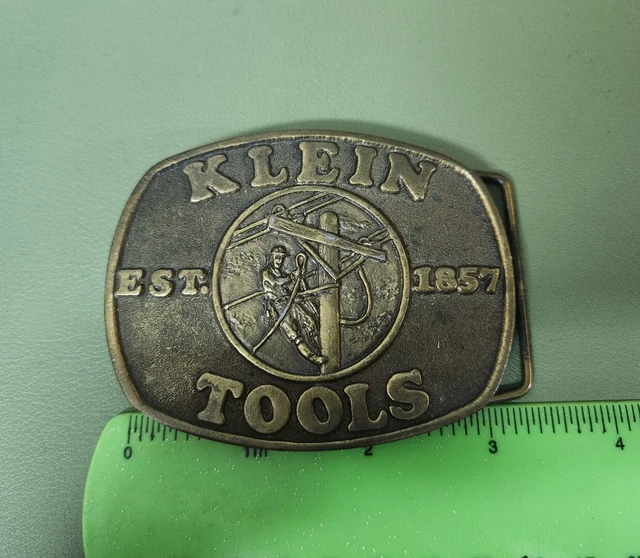 KLEIN
EST. 1857
TOOLS
0 2 3 4